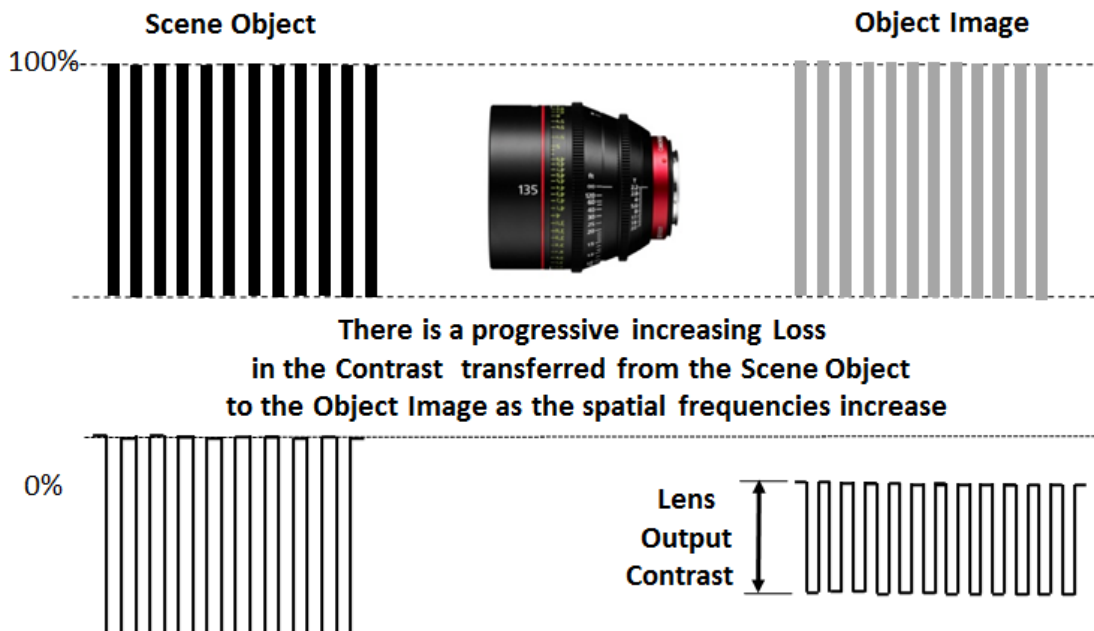 Scene Object
Object Image
100%
135
There is a progressive increasing Loss
in the Contrast transferred from the Scene Object
to the Object Image as the spatial frequencies increase
0%
Lens
Output
Contrast